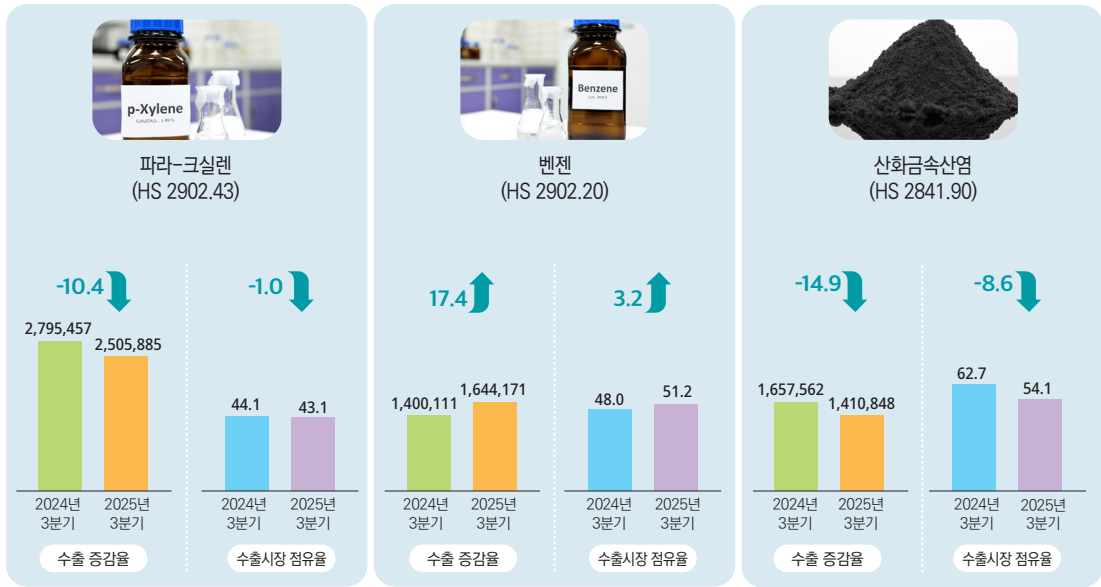 p-Xylene
파라-크실렌
(HS 2902.43)
-10.4
2,795,457
2,505,885
2024년
3분기
2025년
3분기
수출 증감율
-1.0
44.1
43.1
2024년
3분기
2025년
3분기
수출시장 점유율
Benzene
벤젠
(HS 2902.20)
17.4
1,400,111
1,644,171
2024년
3분기
2025년
3분기
수출 증감율
3.2
48.0
51.2
2024년
3분기
2025년
3분기
수출시장 점유율
산화금속산염
(HS 2841.90)
-14.9
1,657,562
1,410,848
2024년
3분기
2025년
3분기
수출 증감율
-8.6
62.7
54.1
2024년
3분기
2025년
3분기
수출시장 점유율